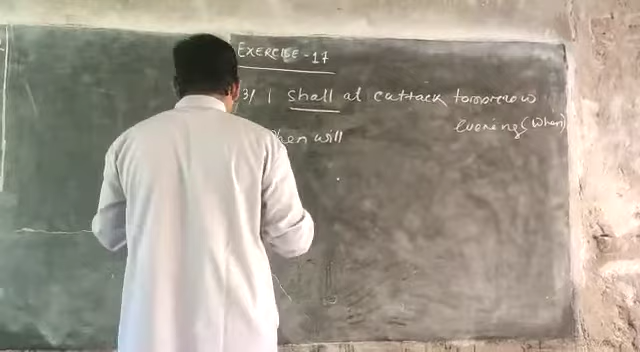 EXERCISE-17
3/ I shall at cuttack tomorrow
evening (when)
when will